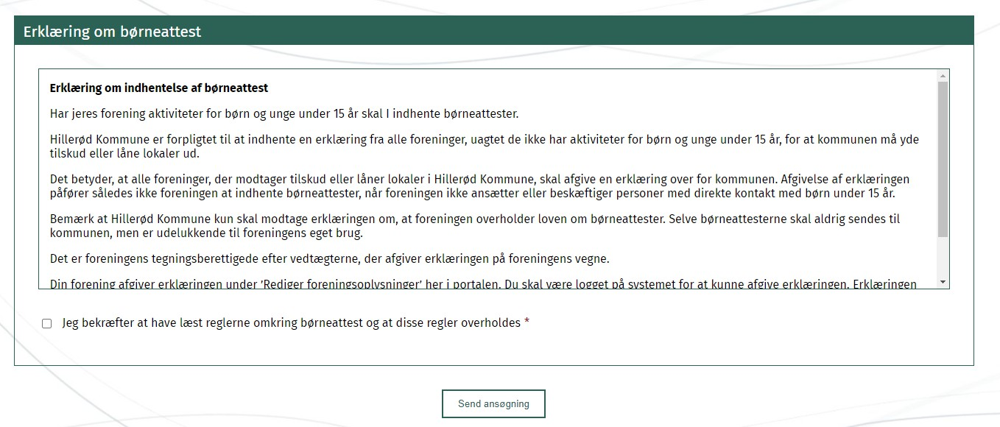 Erklæring om børneattest
Erklæring om indhentelse af børneattest
Har jeres forening aktiviteter for børn og unge under 15 år skal I indhente børneattester.
Hillerød Kommune er forpligtet til at indhente en erklæring fra alle foreninger, uagtet de ikke har aktiviteter for børn og unge under 15 år, for at kommunen må yde
tilskud eller låne lokaler ud.
Det betyder, at alle foreninger, der modtager tilskud eller låner lokaler i Hillerød Kommune, skal afgive en erklæring over for kommunen. Afgivelse af erklæringen
påfører således ikke foreningen at indhente børneattester, når foreningen ikke ansætter eller beskæftiger personer med direkte kontakt med børn under 15 år.
Bemærk at Hillerød Kommune kun skal modtage erklæringen om, at foreningen overholder loven om børneattester. Selve børneattesterne skal aldrig sendes til
kommunen, men er udelukkende til foreningens eget brug.
Det er foreningens tegningsberettigede efter vedtægterne, der afgiver erklæringen på foreningens vegne.
Din forening afgiver erklæringen under ’Rediger foreningsoplysninger’ her i portalen. Du skal være logget på systemet for at kunne afgive erklæringen. Erklæringen
Jeg bekræfter at have læst reglerne omkring børneattest og at disse regler overholdes *
Send ansøgning